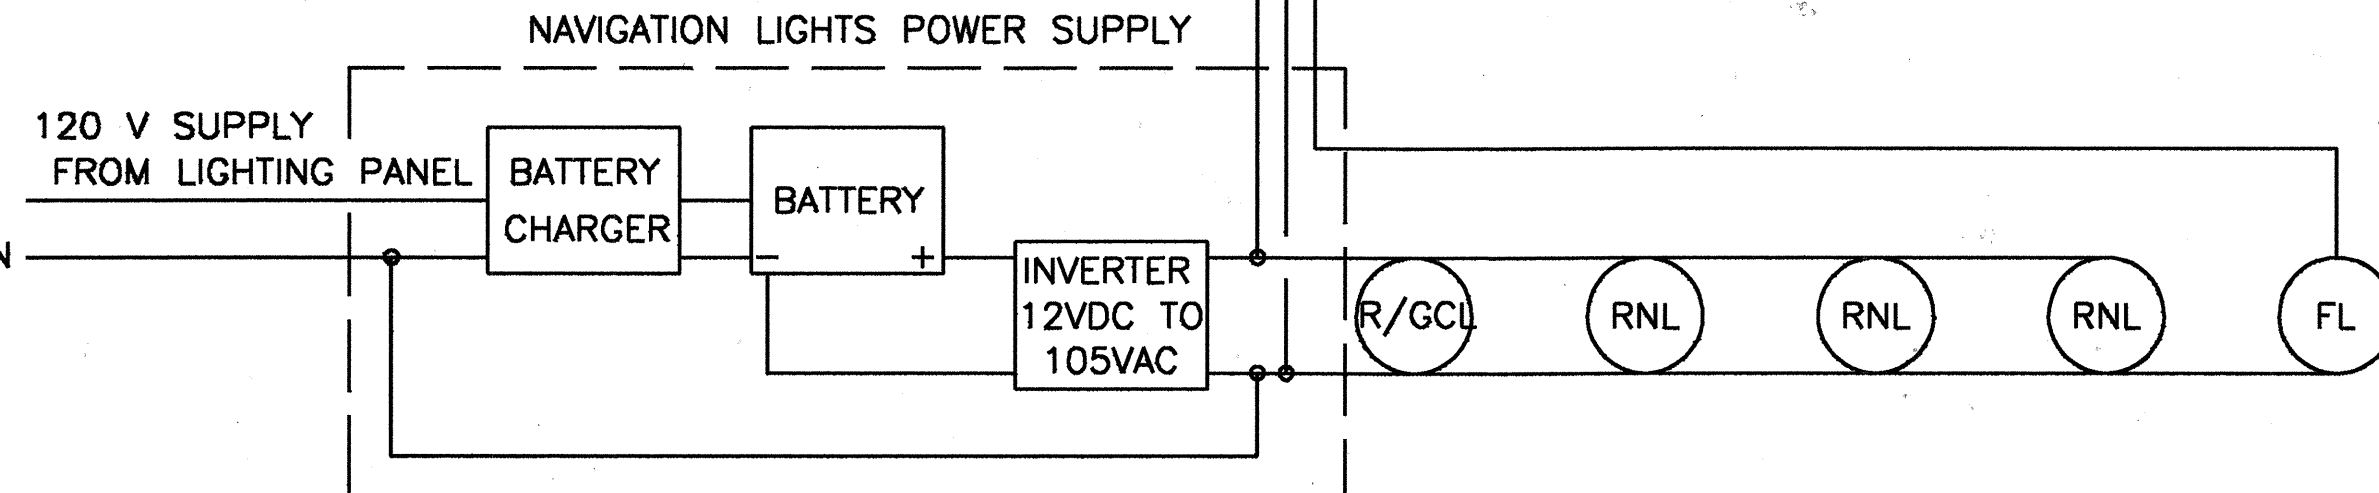 NAVIGATION LIGHTS POWER SUPPLY
120 V SUPPLY
FROM LIGHTING PANEL
N
BATTERY
CHARGER
BATTERY
−
+
INVERTER
12VDC TO
105VAC
R/GCL
RNL
RNL
RNL
FL